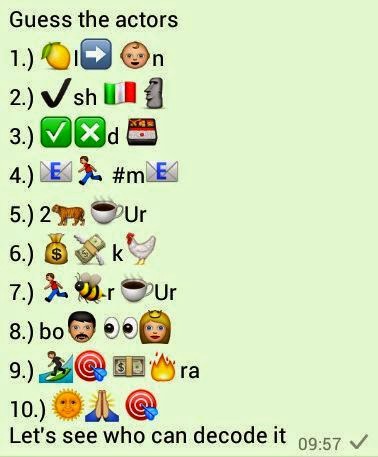 Guess the actors
1.) 🍋l➡️ 👶n
2.) ✔️sh 🇮🇹🗿
3.) ✅❎d 🍱
4.) 📧🏃 #m📧
5.) 2🐅 ☕Ur
6.) 💰💸 k🐓
7.) 🏃🐝r ☕Ur
8.) bo👨 👀👸
9.) 🏄🎯 💵🔥ra
10.) 🌞🙏 🎯
Let's see who can decode it 09:57 ✓